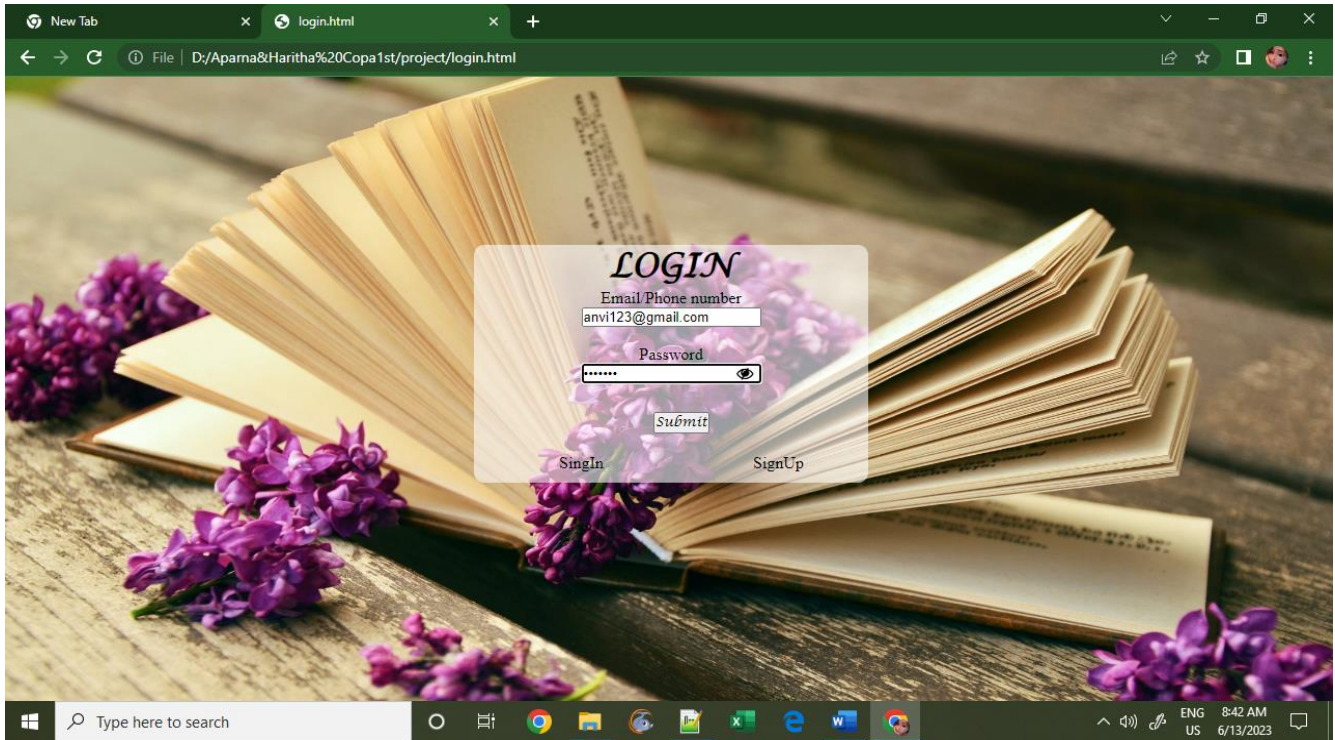 New Tab
login.html
File | D:/Aparna&Haritha%20Copa1st/project/login.html
LOGIN
Email/Phone number
anvi123@gmail.com
Password
•••••••
Submit
SingIn SignUp
Type here to search
ENG 8:42 AM
US 6/13/2023